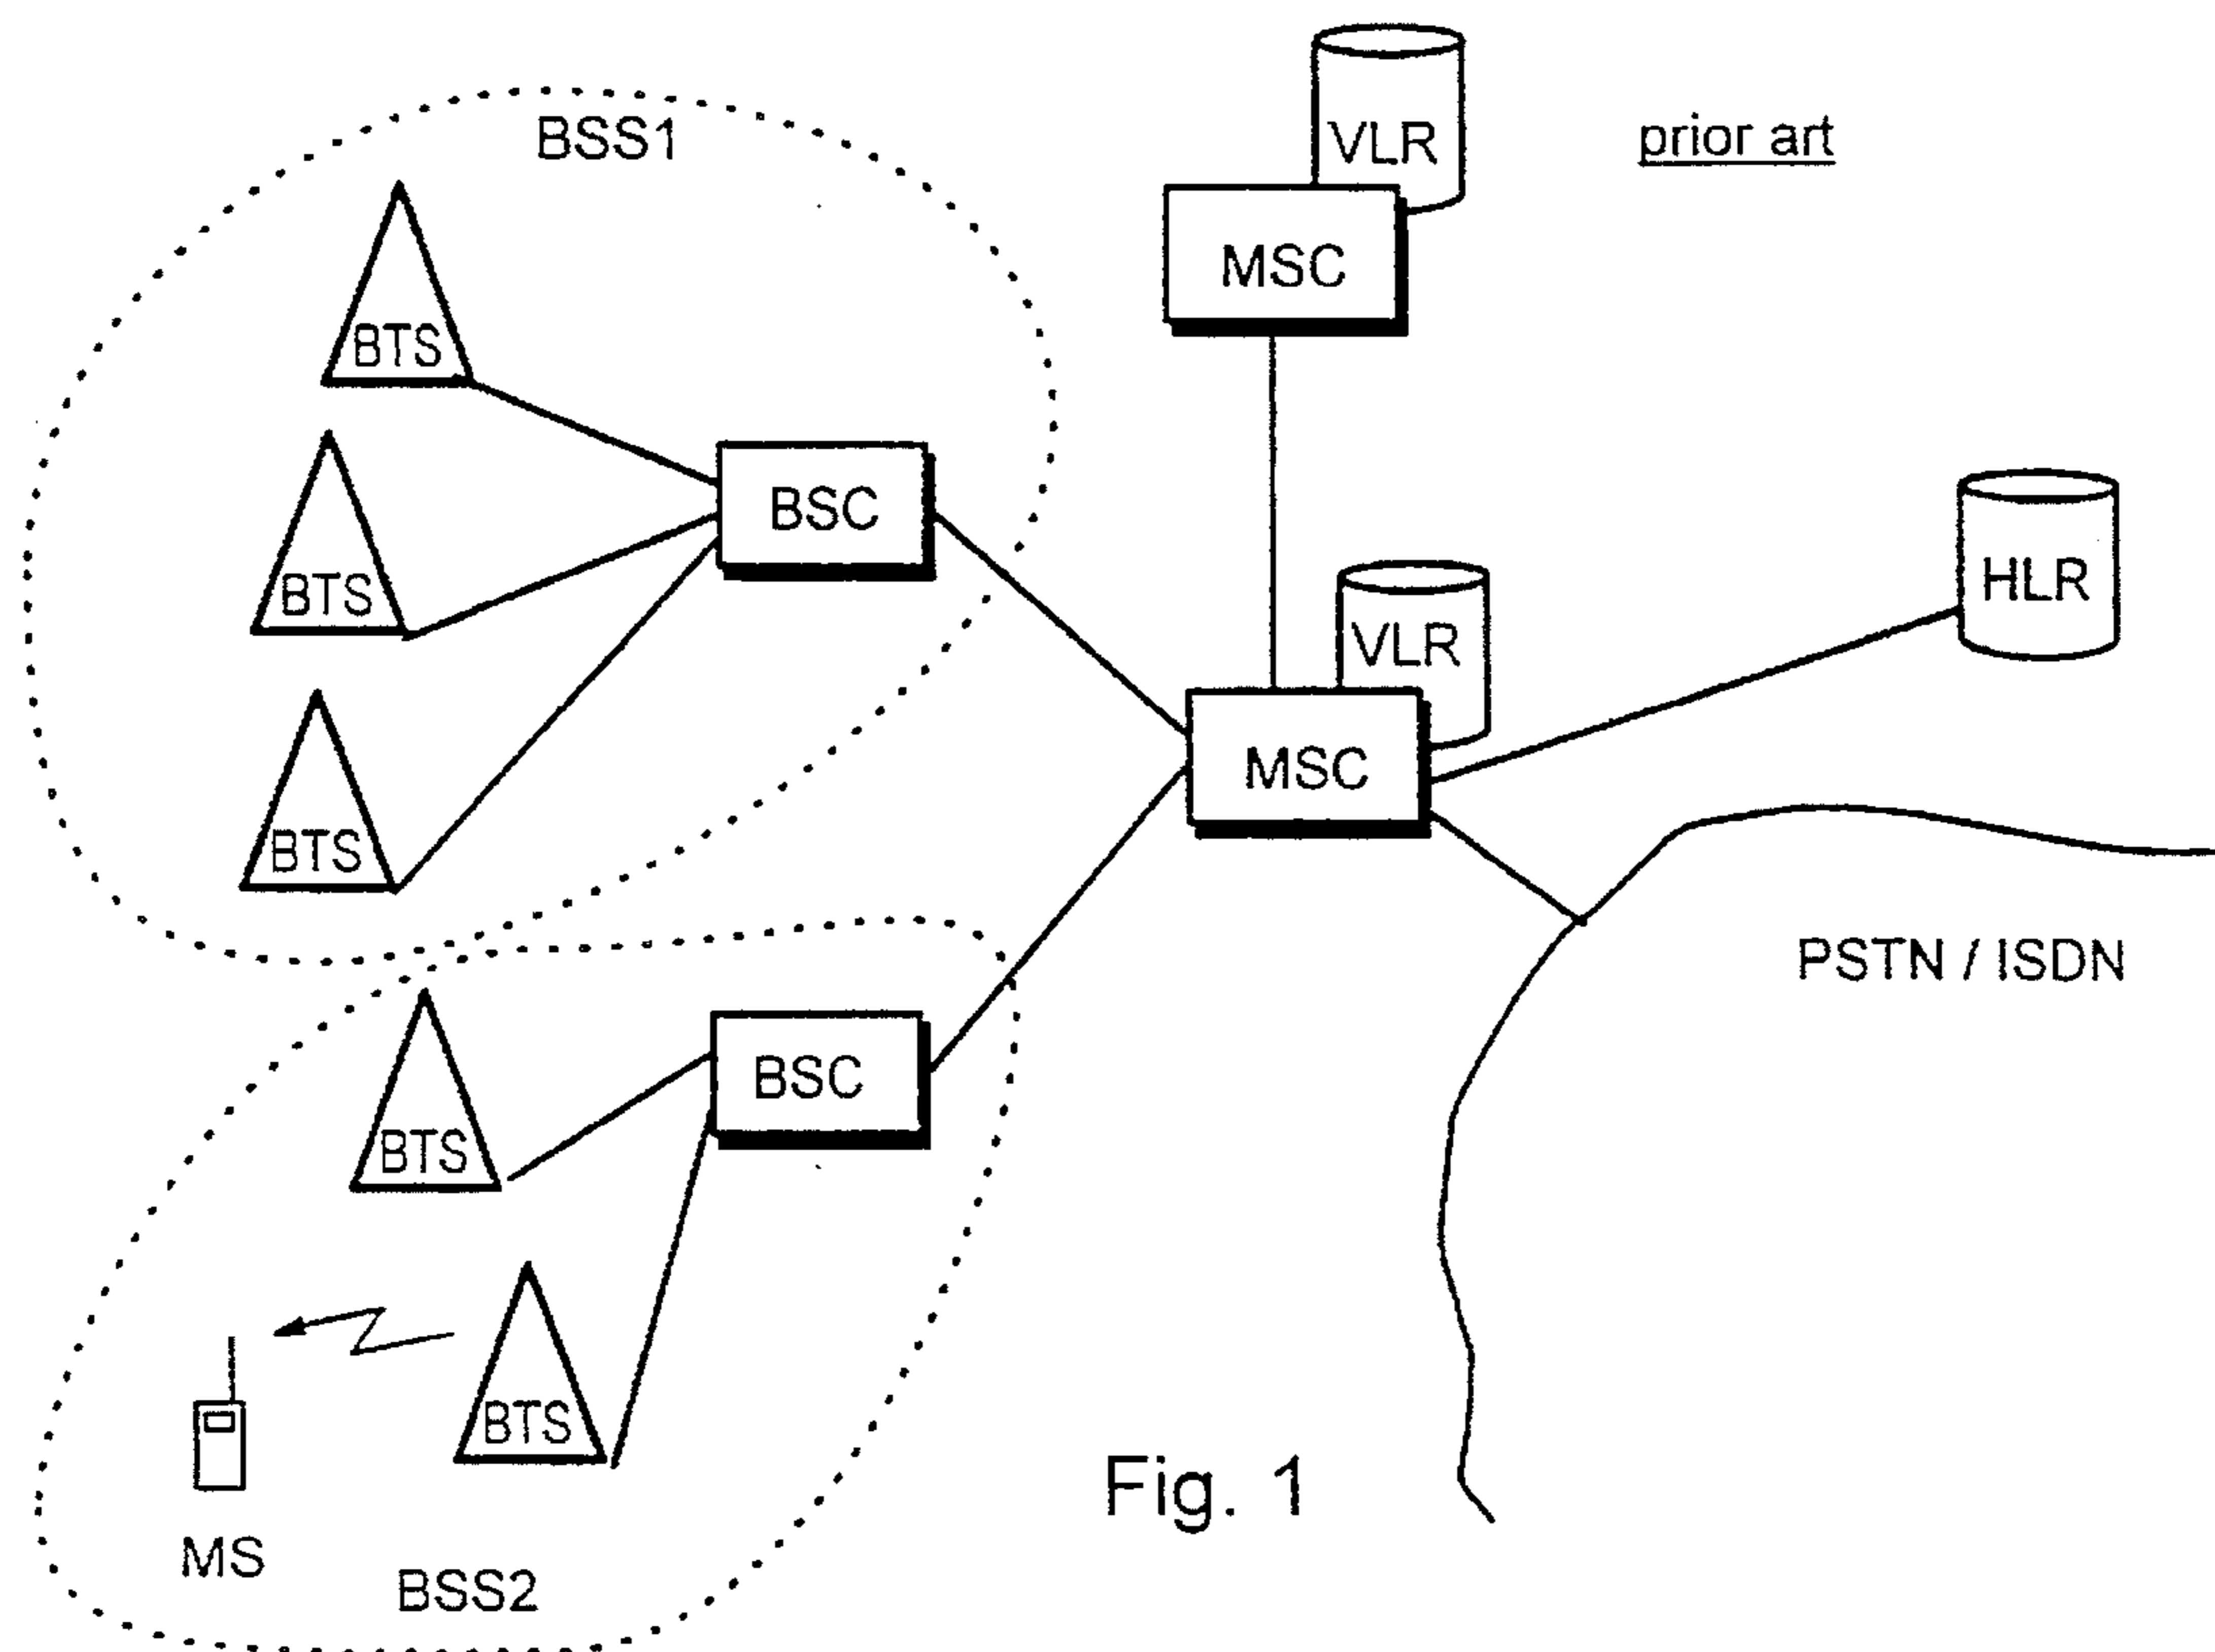 BSS1
VLR
prior art
MSC
BTS
BSC
HLR
BTS
VLR
MSC
BTS
PSTN / ISDN
BSC
BTS
BTS
Fig. 1
MS
BSS2